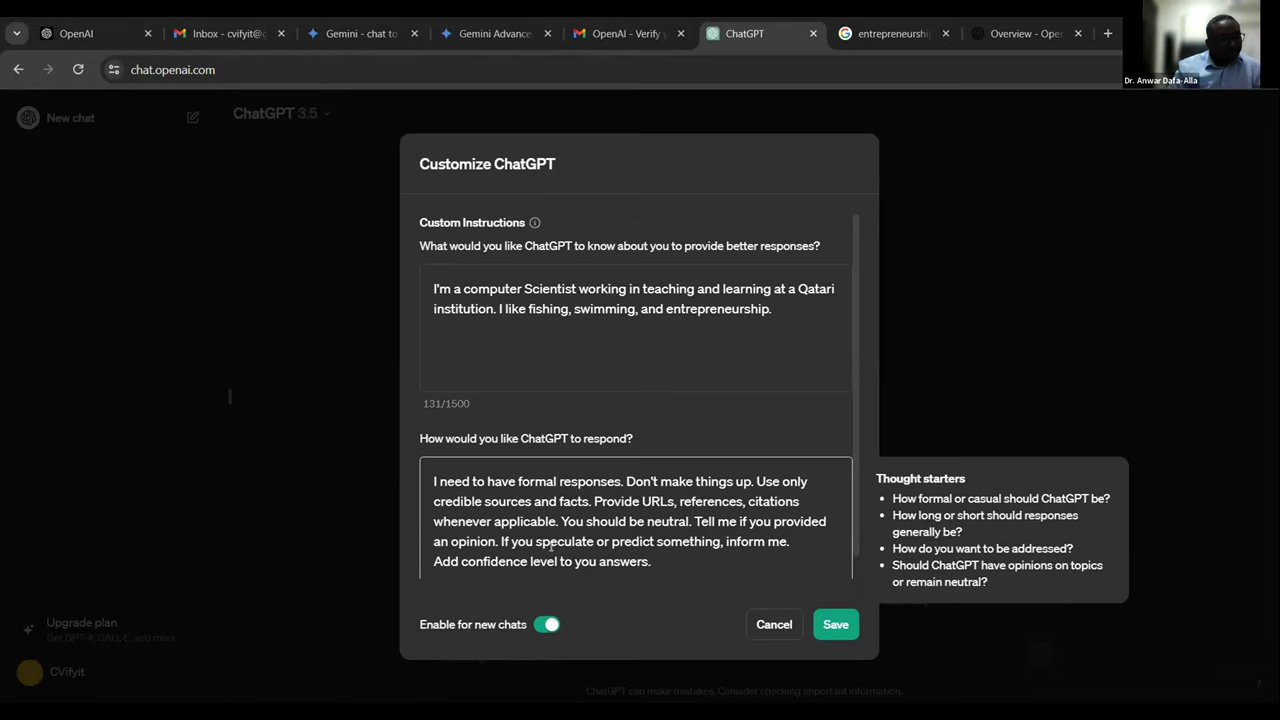 OpenAI
Inbox - cvifyit@g
Gemini - chat to
Gemini Advance
OpenAI - Verify y
ChatGPT
entrepreneurship
Overview - Open
chat.openai.com
Dr. Anwar Dafa-Alla
New chat
ChatGPT 3.5
Customize ChatGPT
Custom Instructions
What would you like ChatGPT to know about you to provide better responses?
I'm a computer Scientist working in teaching and learning at a Qatari
institution. I like fishing, swimming, and entrepreneurship.
131/1500
How would you like ChatGPT to respond?
I need to have formal responses. Don't make things up. Use only
credible sources and facts. Provide URLs, references, citations
whenever applicable. You should be neutral. Tell me if you provided
an opinion. If you speculate or predict something, inform me.
Add confidence level to you answers.
Thought starters
How formal or casual should ChatGPT be?
How long or short should responses
generally be?
How do you want to be addressed?
Should ChatGPT have opinions on topics
or remain neutral?
Enable for new chats
Cancel
Save
Upgrade plan
Get GPT-4, DALL·E, and more
CVifyit
ChatGPT can make mistakes. Consider checking important information.
?